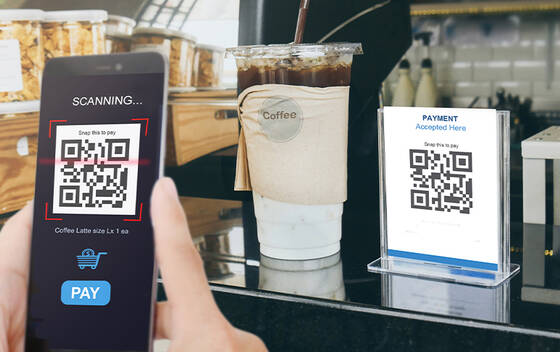 SCANNING...
Snap this to pay
Coffee Latte size Lx 1 ea
PAY
Coffee
PAYMENT
Accepted Here
Snap this to pay